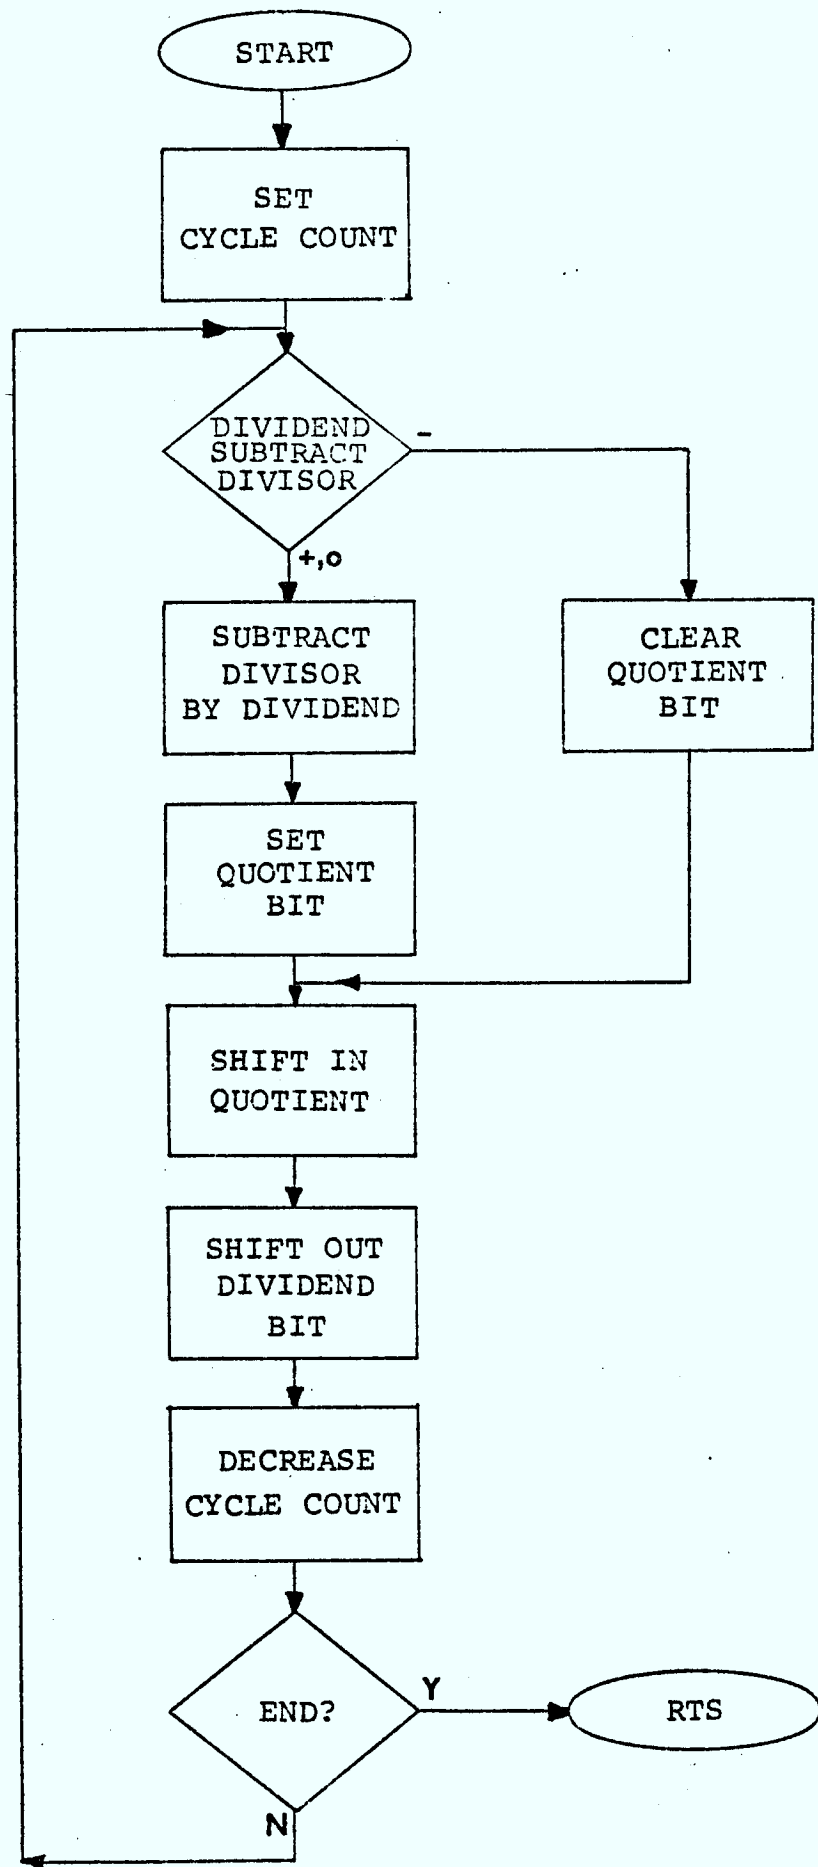 START
SET
CYCLE COUNT
DIVIDEND
SUBTRACT
DIVISOR
-
+,o
SUBTRACT
DIVISOR
BY DIVIDEND
CLEAR
QUOTIENT
BIT
SET
QUOTIENT
BIT
SHIFT IN
QUOTIENT
SHIFT OUT
DIVIDEND
BIT
DECREASE
CYCLE COUNT
END?
Y
RTS
N